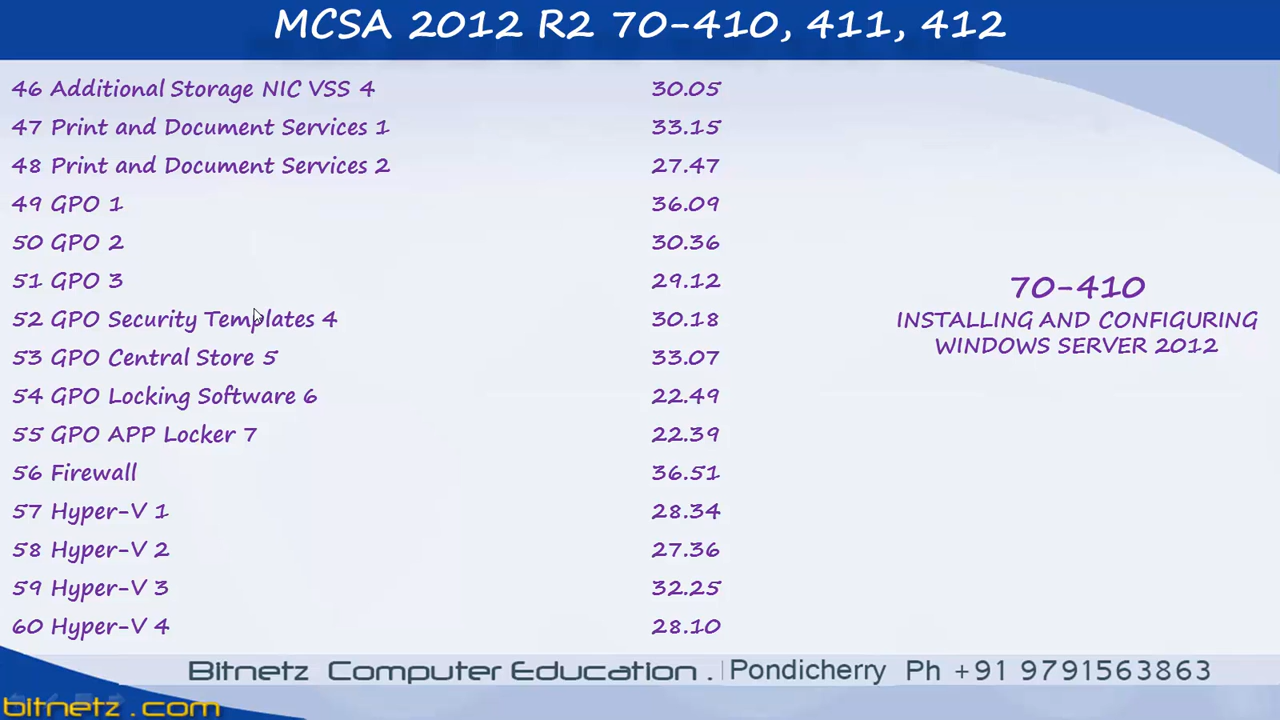 MCSA 2012 R2 70-410, 411, 412
46 Additional Storage NIC VSS 4 30.05
47 Print and Document Services 1 33.15
48 Print and Document Services 2 27.47
49 GPO 1 36.09
50 GPO 2 30.36
51 GPO 3 29.12
52 GPO Security Templates 4 30.18
53 GPO Central Store 5 33.07
54 GPO Locking Software 6 22.49
55 GPO APP Locker 7 22.39
56 Firewall 36.51
57 Hyper-V 1 28.34
58 Hyper-V 2 27.36
59 Hyper-V 3 32.25
60 Hyper-V 4 28.10
70-410
INSTALLING AND CONFIGURING
WINDOWS SERVER 2012
Bitnetz Computer Education . | Pondicherry Ph +91 9791563863
bitnetz.com